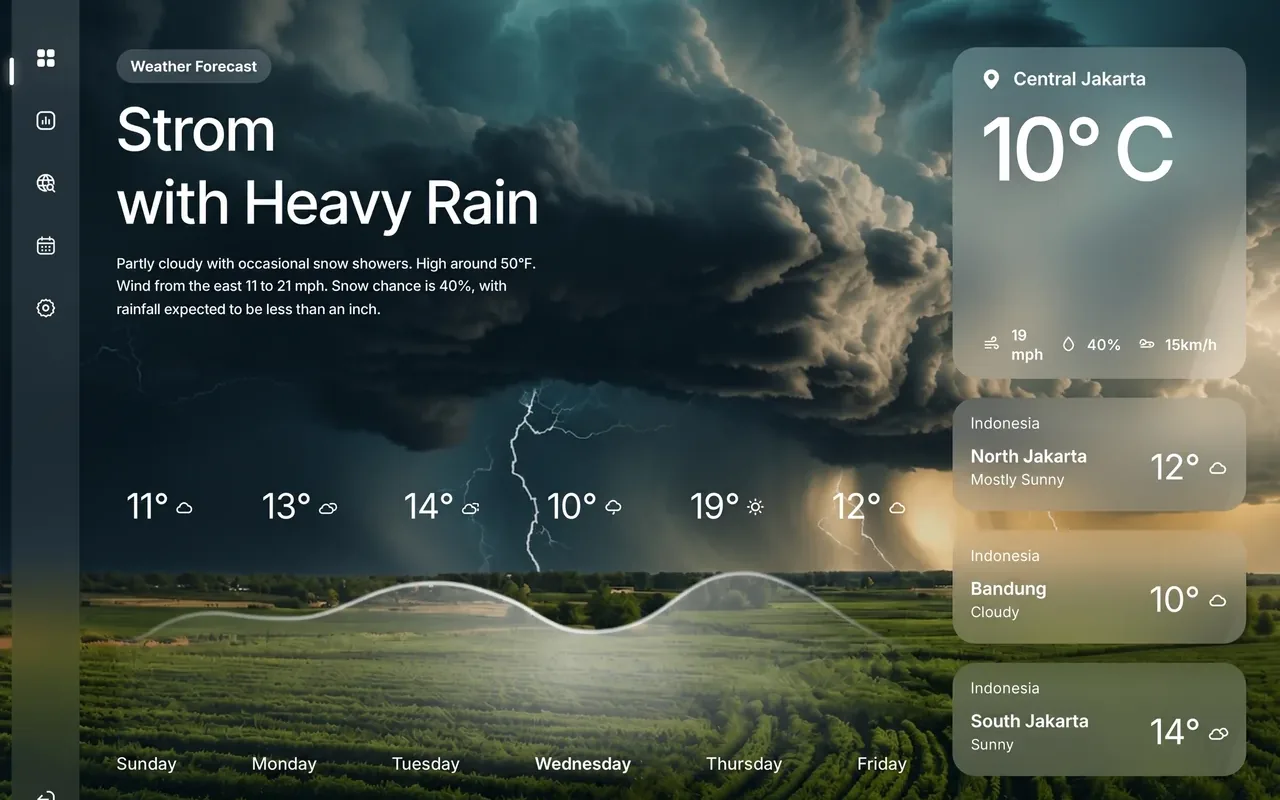 Weather Forecast
Strom
with Heavy Rain
Partly cloudy with occasional snow showers. High around 50°F.
Wind from the east 11 to 21 mph. Snow chance is 40%, with
rainfall expected to be less than an inch.
11°
13°
14°
10°
19°
12°
Sunday
Monday
Tuesday
Wednesday
Thursday
Friday
Central Jakarta
10° C
19
mph
40%
15km/h
Indonesia
North Jakarta
Mostly Sunny
12°
Indonesia
Bandung
Cloudy
10°
Indonesia
South Jakarta
Sunny
14°